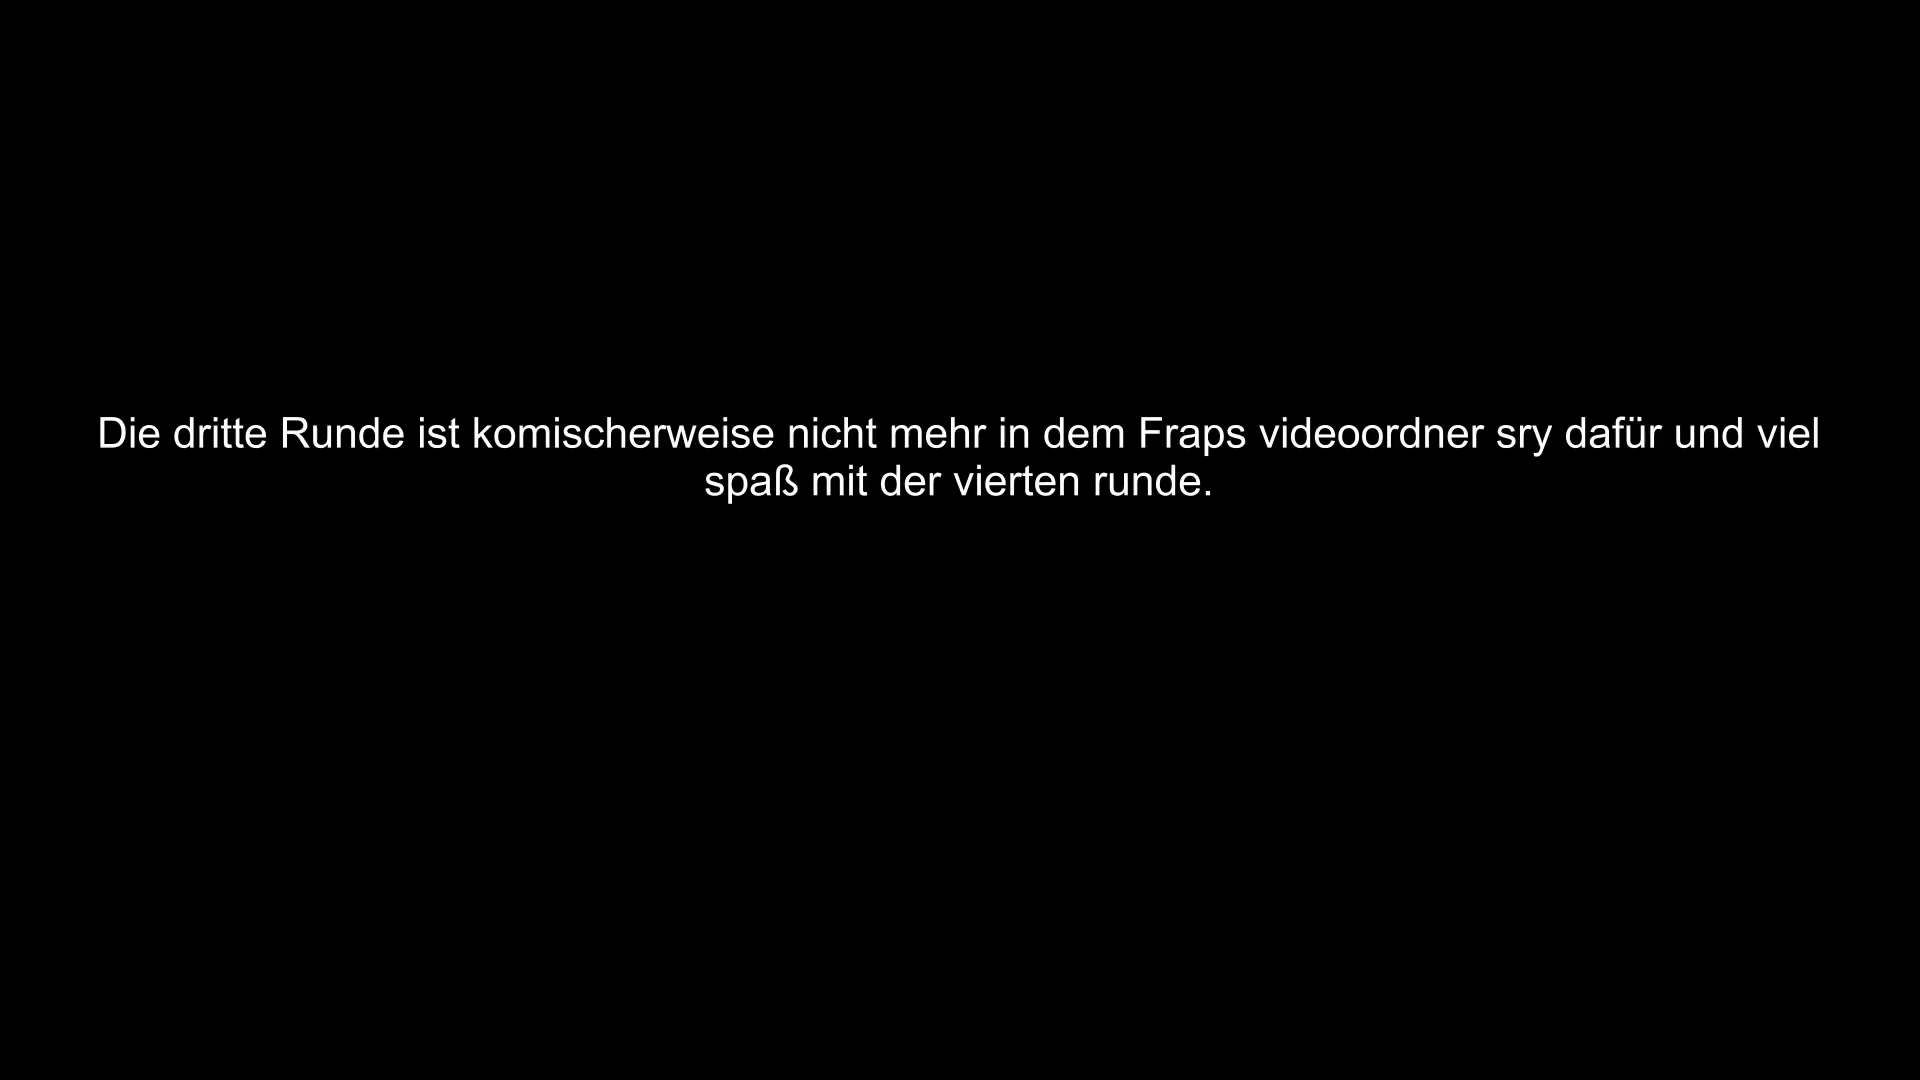 Die dritte Runde ist komischerweise nicht mehr in dem Fraps videoordner sry dafür und viel
spaß mit der vierten runde.